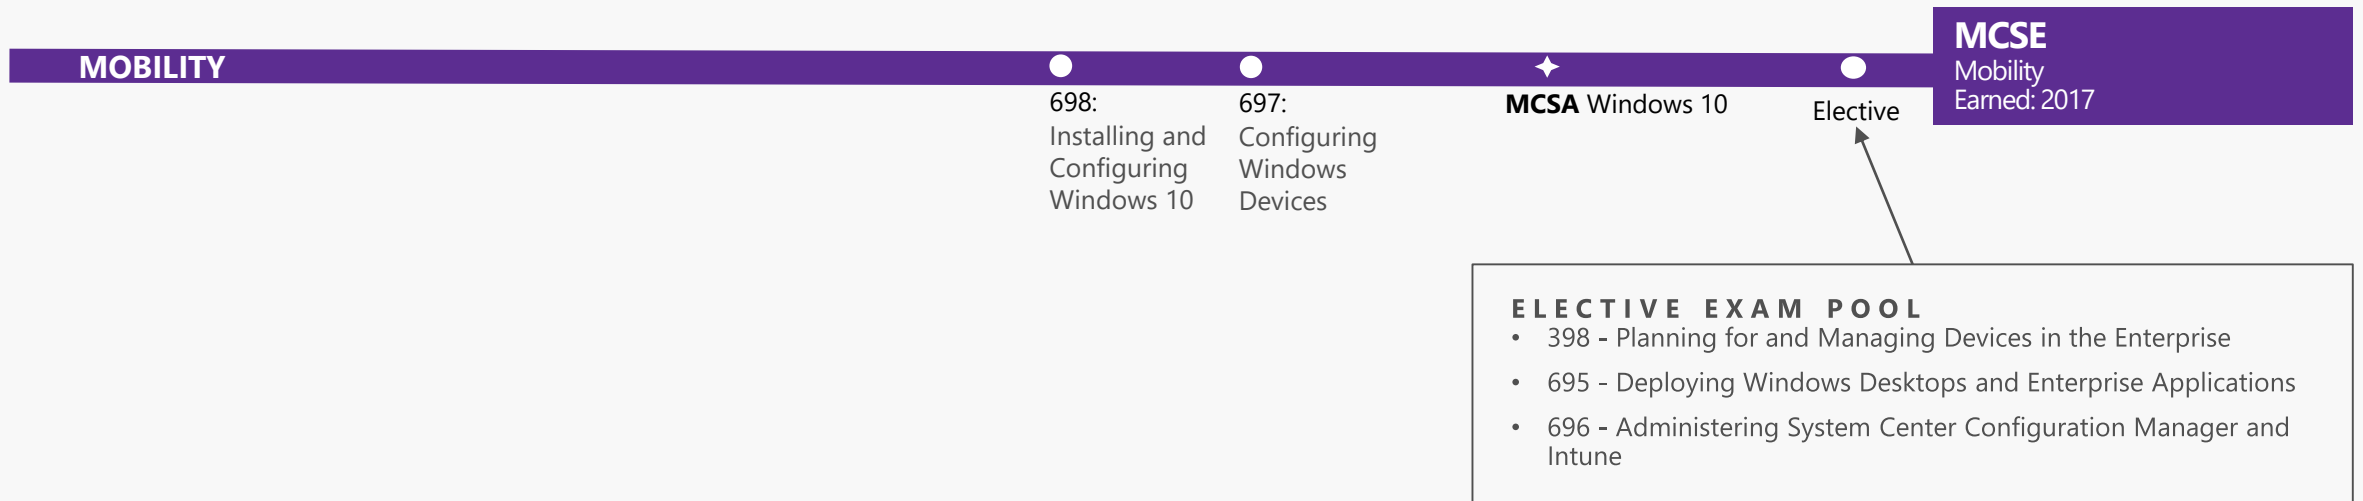 MOBILITY
MCSE
Mobility
Earned: 2017
698:
Installing and
Configuring
Windows 10
697:
Configuring
Windows
Devices
MCSA Windows 10
Elective
ELECTIVE EXAM POOL
• 398 - Planning for and Managing Devices in the Enterprise
• 695 - Deploying Windows Desktops and Enterprise Applications
• 696 - Administering System Center Configuration Manager and
Intune